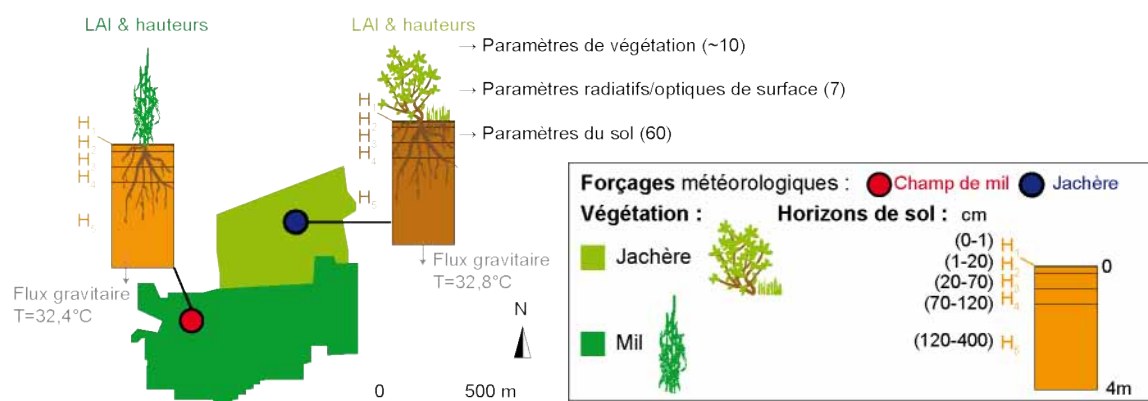 LAI & hauteurs
LAI & hauteurs
→ Paramètres de végétation (~10)
→ Paramètres radiatifs/optiques de surface (7)
→ Paramètres du sol (60)
H
H
H
H
H
H
H
H
H
H
Flux gravitaire
T=32,4°C
Flux gravitaire
T=32,8°C
N
0 500 m
Forçages météorologiques : Champ de mil Jachère
Végétation : Horizons de sol : cm
Jachère
Mil
(0-1) H
(1-20) H
(20-70) H
(70-120) H
(120-400) H
0
4m